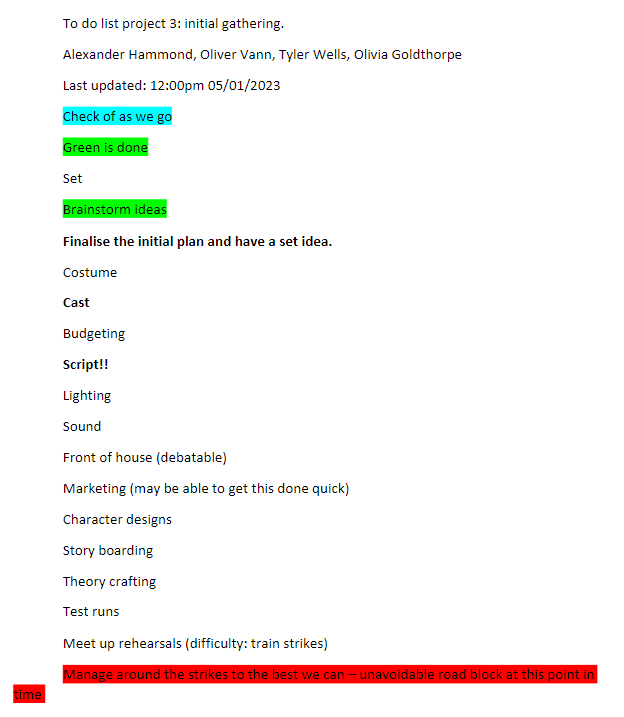 To do list project 3: initial gathering.
Alexander Hammond, Oliver Vann, Tyler Wells, Olivia Goldthorpe
Last updated: 12:00pm 05/01/2023
Check of as we go
Green is done
Set
Brainstorm ideas
Finalise the initial plan and have a set idea.
Costume
Cast
Budgeting
Script!!
Lighting
Sound
Front of house (debatable)
Marketing (may be able to get this done quick)
Character designs
Story boarding
Theory crafting
Test runs
Meet up rehearsals (difficulty: train strikes)
Manage around the strikes to the best we can – unavoidable road block at this point in
time